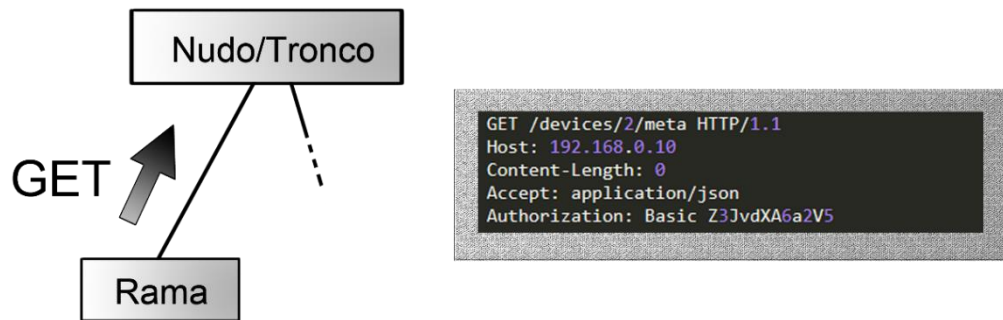 Nudo/Tronco
GET
Rama
GET /devices/2/meta HTTP/1.1
Host: 192.168.0.10
Content-Length: 0
Accept: application/json
Authorization: Basic Z3JvdXA6a2V5